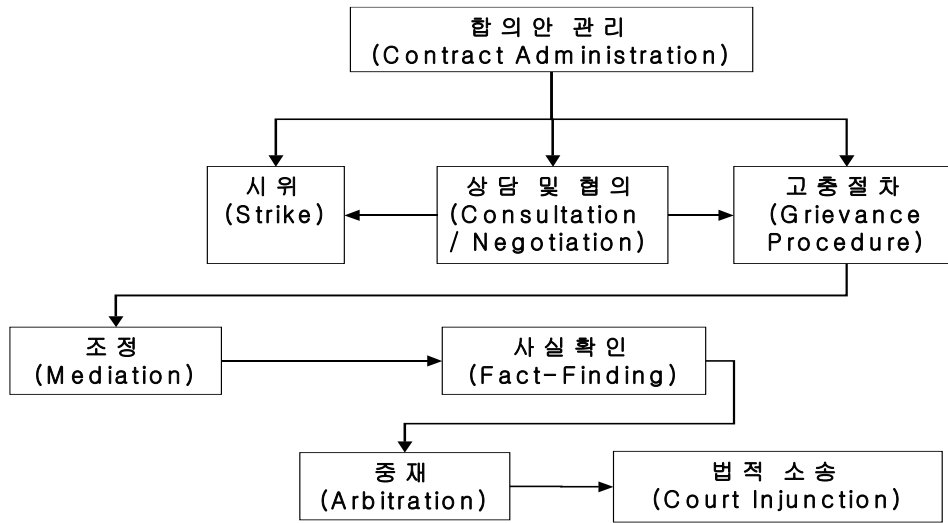 합의안 관리
(Contract Administration)
시위
(Strike)
상담 및 협의
(Consultation
/ Negotiation)
고충절차
(Grievance
Procedure)
조정
(Mediation)
사실확인
(Fact-Finding)
중재
(Arbitration)
법적 소송
(Court Injunction)